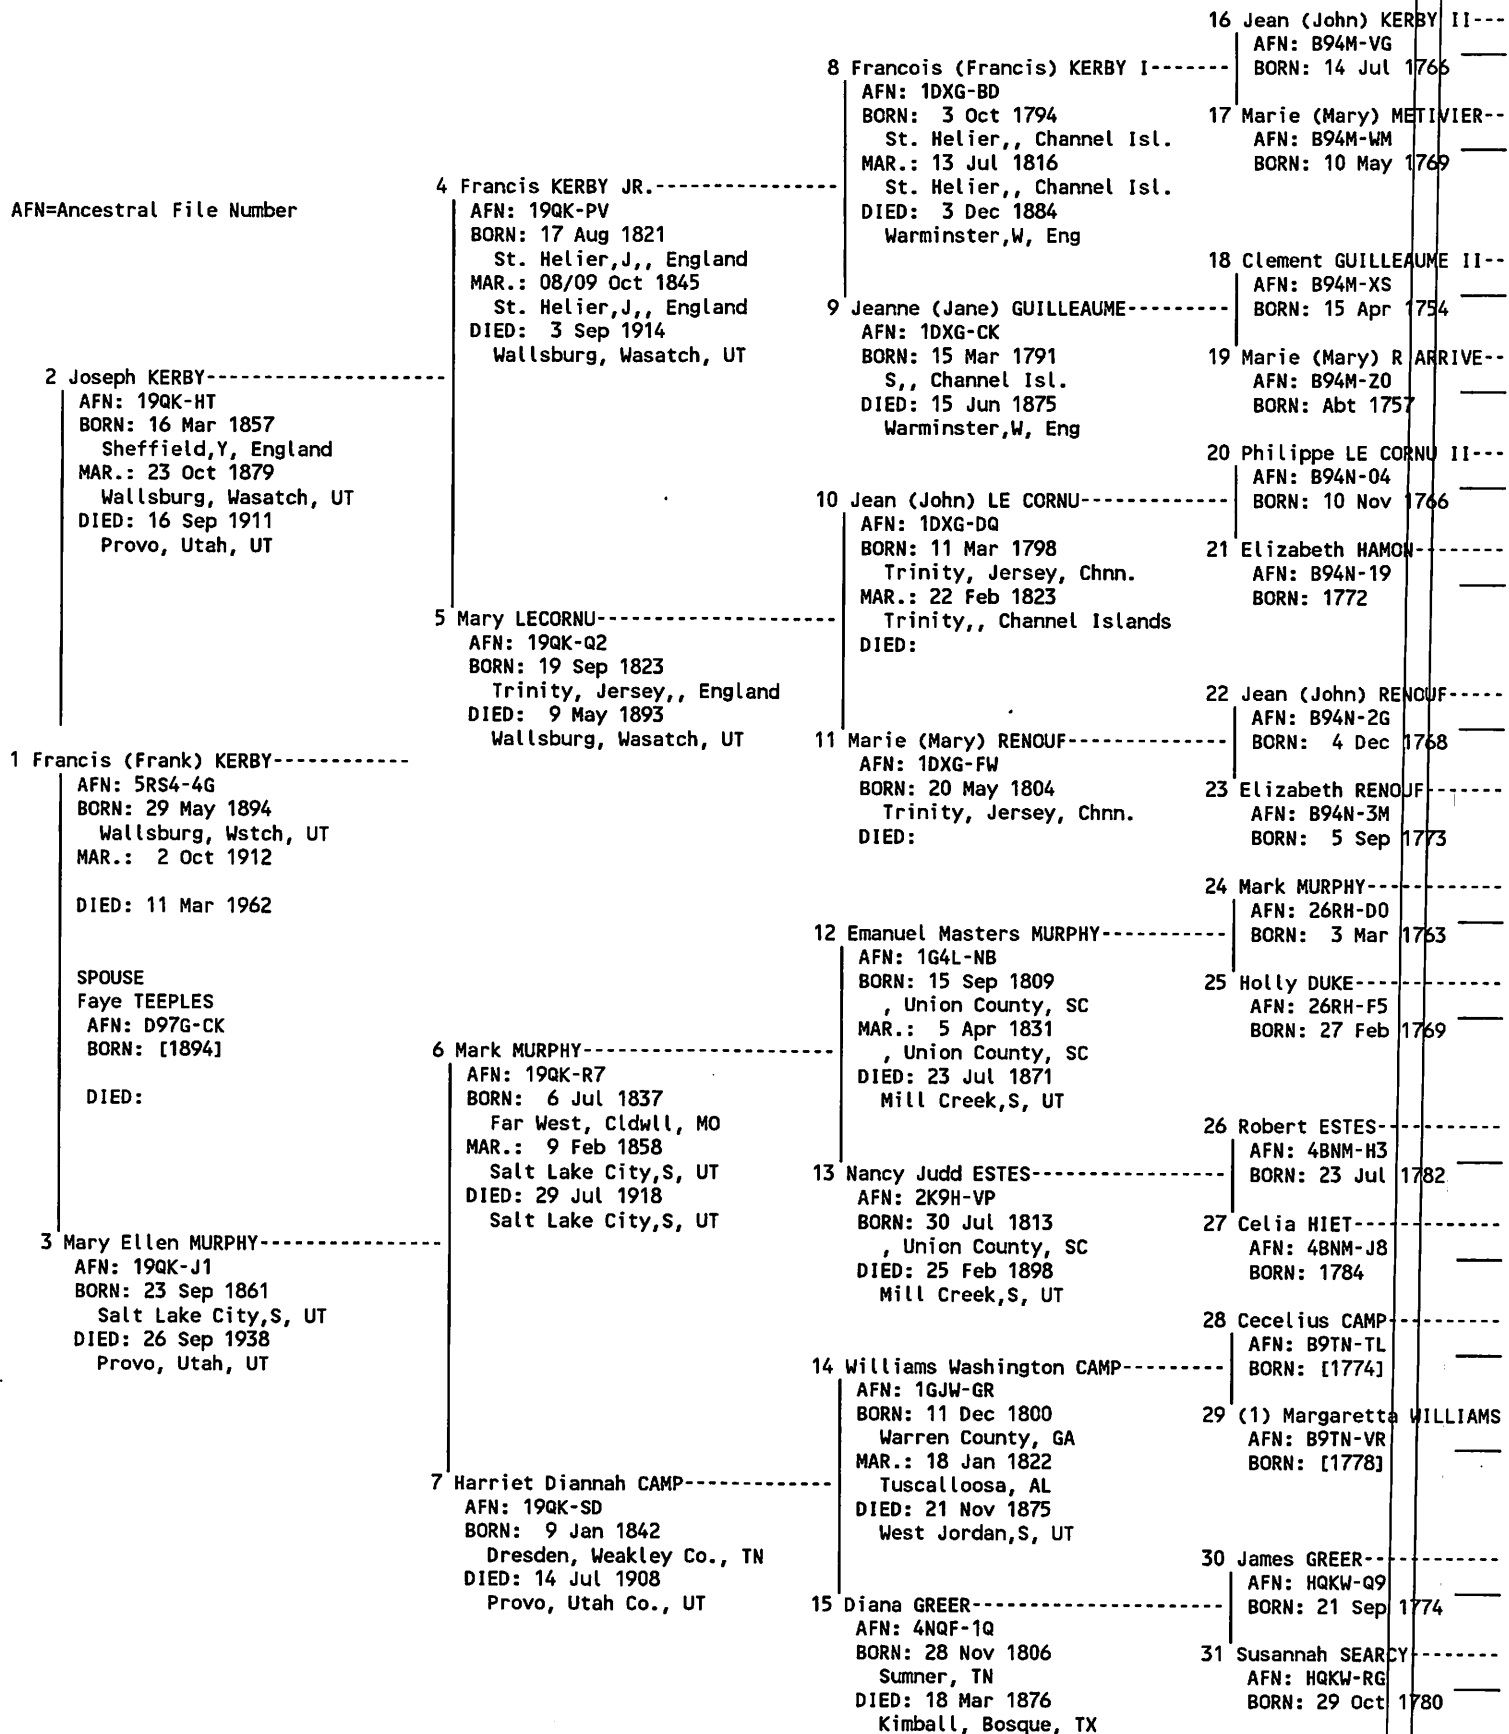 AFN=Ancestral File Number
1 Francis (Frank) KERBY------------
AFN: 5RS4-4G
BORN: 29 May 1894
Wallsburg, Wstch, UT
MAR.: 2 Oct 1912
DIED: 11 Mar 1962
SPOUSE
Faye TEEPLES
AFN: D97G-CK
BORN: [1894]
DIED:
2 Joseph KERBY---------------------
AFN: 19QK-HT
BORN: 16 Mar 1857
Sheffield,Y, England
MAR.: 23 Oct 1879
Wallsburg, Wasatch, UT
DIED: 16 Sep 1911
Provo, Utah, UT
3 Mary Ellen MURPHY----------------
AFN: 19QK-J1
BORN: 23 Sep 1861
Salt Lake City,S, UT
DIED: 26 Sep 1938
Provo, Utah, UT
4 Francis KERBY JR.----------------
AFN: 19QK-PV
BORN: 17 Aug 1821
St. Helier,J,, England
MAR.: 08/09 Oct 1845
St. Helier,J,, England
DIED: 3 Sep 1914
Wallsburg, Wasatch, UT
5 Mary LECORNU---------------------
AFN: 19QK-Q2
BORN: 19 Sep 1823
Trinity, Jersey,, England
DIED: 9 May 1893
Wallsburg, Wasatch, UT
6 Mark MURPHY----------------------
AFN: 19QK-R7
BORN: 6 Jul 1837
Far West, Cldwll, MO
MAR.: 9 Feb 1858
Salt Lake City,S, UT
DIED: 29 Jul 1918
Salt Lake City,S, UT
7 Harriet Diannah CAMP-------------
AFN: 19QK-SD
BORN: 9 Jan 1842
Dresden, Weakley Co., TN
DIED: 14 Jul 1908
Provo, Utah Co., UT
8 Francois (Francis) KERBY I-------
AFN: 1DXG-BD
BORN: 3 Oct 1794
St. Helier,, Channel Isl.
MAR.: 13 Jul 1816
St. Helier,, Channel Isl.
DIED: 3 Dec 1884
Warminster,W, Eng
9 Jeanne (Jane) GUILLEAUME---------
AFN: 1DXG-CK
BORN: 15 Mar 1791
S,, Channel Isl.
DIED: 15 Jun 1875
Warminster,W, Eng
10 Jean (John) LE CORNU-------------
AFN: 1DXG-DQ
BORN: 11 Mar 1798
Trinity, Jersey, Chnn.
MAR.: 22 Feb 1823
Trinity,, Channel Islands
DIED:
11 Marie (Mary) RENOUF--------------
AFN: 1DXG-FW
BORN: 20 May 1804
Trinity, Jersey, Chnn.
DIED:
12 Emanuel Masters MURPHY-----------
AFN: 1G4L-NB
BORN: 15 Sep 1809
, Union County, SC
MAR.: 5 Apr 1831
, Union County, SC
DIED: 23 Jul 1871
Mill Creek,S, UT
13 Nancy Judd ESTES-----------------
AFN: 2K9H-VP
BORN: 30 Jul 1813
, Union County, SC
DIED: 25 Feb 1898
Mill Creek,S, UT
14 Williams Washington CAMP---------
AFN: 1GJW-GR
BORN: 11 Dec 1800
Warren County, GA
MAR.: 18 Jan 1822
Tuscalloosa, AL
DIED: 21 Nov 1875
West Jordan,S, UT
15 Diana GREER----------------------
AFN: 4NQF-1Q
BORN: 28 Nov 1806
Sumner, TN
DIED: 18 Mar 1876
Kimball, Bosque, TX
16 Jean (John) KERBY II---
AFN: B94M-VG
BORN: 14 Jul 1766
17 Marie (Mary) METIVIER--
AFN: B94M-WM
BORN: 10 May 1769
18 Clement GUILLEAUME II--
AFN: B94M-XS
BORN: 15 Apr 1754
19 Marie (Mary) R ARRIVE--
AFN: B94M-Z0
BORN: Abt 1757
20 Philippe LE CORNU II---
AFN: B94N-04
BORN: 10 Nov 1766
21 Elizabeth HAMON--------
AFN: B94N-19
BORN: 1772
22 Jean (John) RENOUF-----
AFN: B94N-2G
BORN: 4 Dec 1768
23 Elizabeth RENOUF-------
AFN: B94N-3M
BORN: 5 Sep 1773
24 Mark MURPHY------------
AFN: 26RH-D0
BORN: 3 Mar 1763
25 Holly DUKE-------------
AFN: 26RH-F5
BORN: 27 Feb 1769
26 Robert ESTES-----------
AFN: 4BNM-H3
BORN: 23 Jul 1782
27 Celia HIET-------------
AFN: 4BNM-J8
BORN: 1784
28 Cecelius CAMP----------
AFN: B9TN-TL
BORN: [1774]
29 (1) Margaretta WILLIAMS
AFN: B9TN-VR
BORN: [1778]
30 James GREER------------
AFN: HQKW-Q9
BORN: 21 Sep 1774
31 Susannah SEARCY--------
AFN: HQKW-RG
BORN: 29 Oct 1780